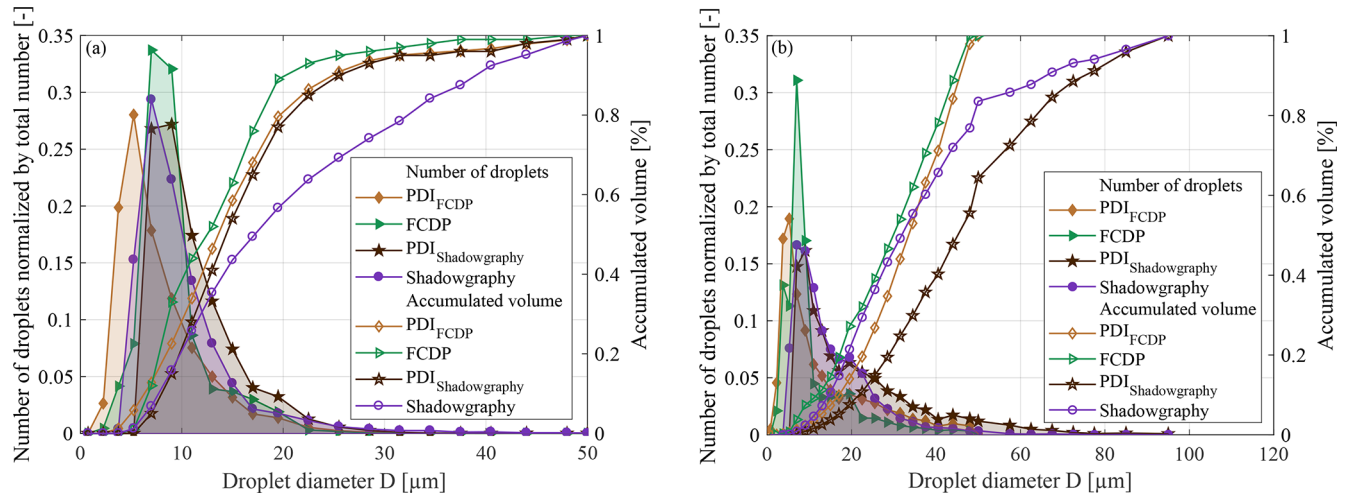 (a)
Number of droplets normalized by total number [-]
0.35
0.3
0.25
0.2
0.15
0.1
0.05
0
1
0.8
0.6
0.4
0.2
0
Accumulated volume [%]
Number of droplets
PDI_FCDP
FCDP
PDI_Shadowgraphy
Shadowgraphy
Accumulated volume
PDI_FCDP
FCDP
PDI_Shadowgraphy
Shadowgraphy
0 10 20 30 40 50
Droplet diameter D [µm]
(b)
Number of droplets normalized by total number [-]
0.35
0.3
0.25
0.2
0.15
0.1
0.05
0
1
0.8
0.6
0.4
0.2
0
Accumulated volume [%]
Number of droplets
PDI_FCDP
FCDP
PDI_Shadowgraphy
Shadowgraphy
Accumulated volume
PDI_FCDP
FCDP
PDI_Shadowgraphy
Shadowgraphy
0 20 40 60 80 100 120
Droplet diameter D [µm]